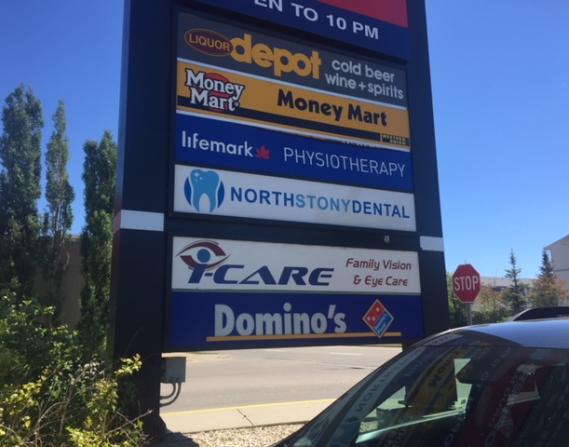 EN TO 10 PM
LIQUOR depot cold beer
wine + spirits
Money
Mart Money Mart
lifemark PHYSIOTHERAPY
NORTHSTONYDENTAL
i-CARE Family Vision
& Eye Care
Domino's
STOP